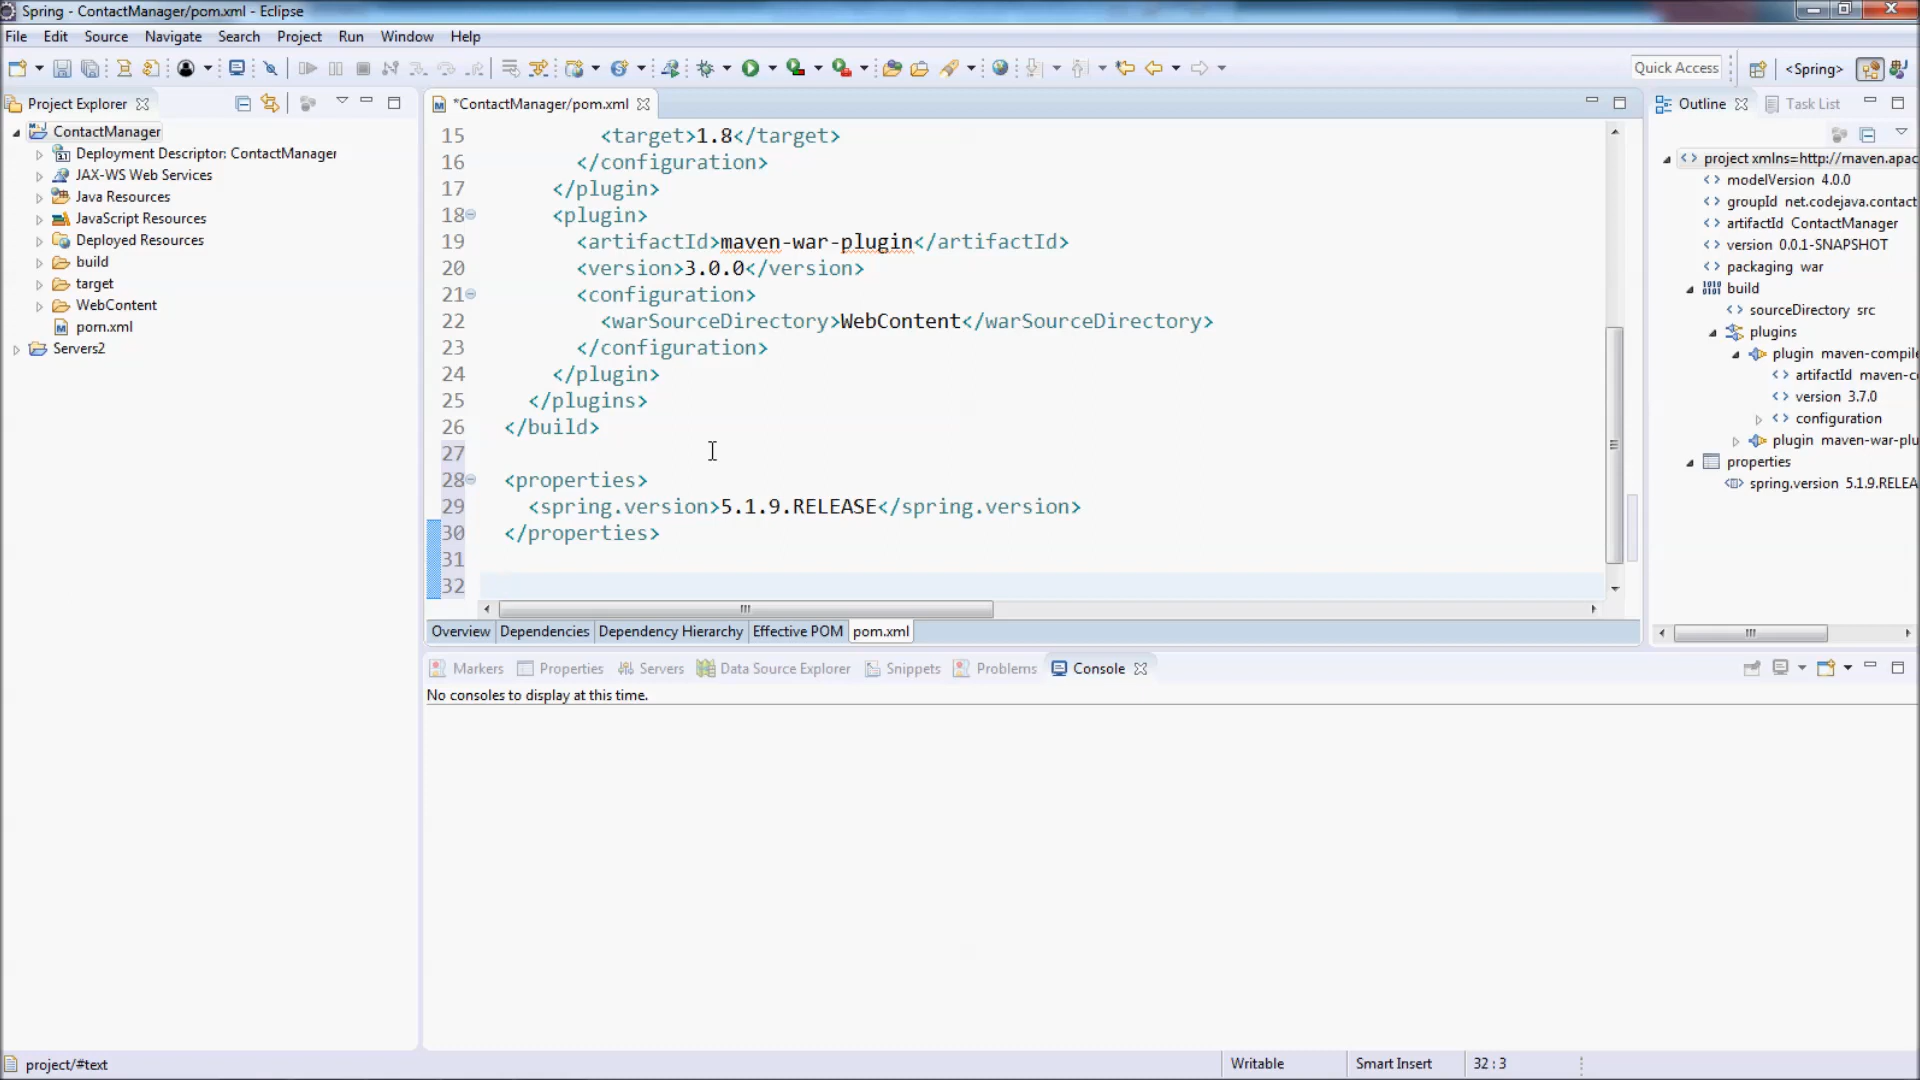 Spring - ContactManager/pom.xml - Eclipse
File Edit Source Navigate Search Project Run Window Help
Quick Access
<Spring>
Project Explorer
ContactManager
Deployment Descriptor: ContactManager
JAX-WS Web Services
Java Resources
JavaScript Resources
Deployed Resources
build
target
WebContent
pom.xml
Servers2
*ContactManager/pom.xml
15 <target>1.8</target>
16 </configuration>
17 </plugin>
18 <plugin>
19 <artifactId>maven-war-plugin</artifactId>
20 <version>3.0.0</version>
21 <configuration>
22 <warSourceDirectory>WebContent</warSourceDirectory>
23 </configuration>
24 </plugin>
25 </plugins>
26 </build>
27
28 <properties>
29 <spring.version>5.1.9.RELEASE</spring.version>
30 </properties>
31
32
Overview Dependencies Dependency Hierarchy Effective POM pom.xml
Outline Task List
project xmlns=http://maven.apac
modelVersion 4.0.0
groupId net.codejava.contact
artifactId ContactManager
version 0.0.1-SNAPSHOT
packaging war
build
sourceDirectory src
plugins
plugin maven-compile
artifactId maven-c
version 3.7.0
configuration
plugin maven-war-plu
properties
spring.version 5.1.9.RELEA
Markers Properties Servers Data Source Explorer Snippets Problems Console
No consoles to display at this time.
project/#text
Writable Smart Insert 32 : 3